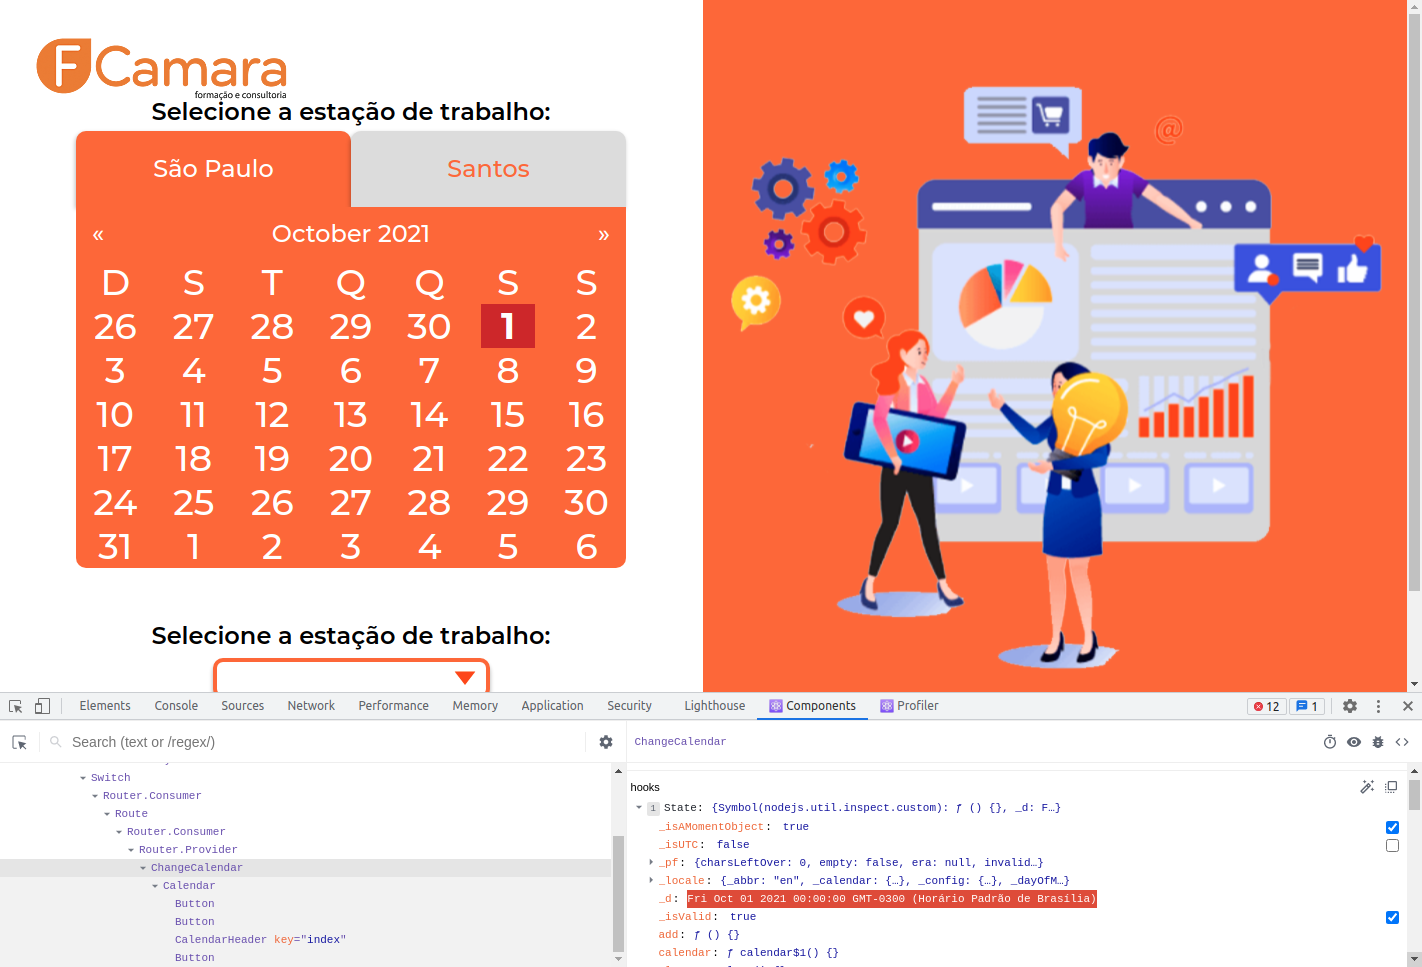 F Camara
formação e consultoria
Selecione a estação de trabalho:
São Paulo
Santos
« October 2021 »
D S T Q Q S S
26 27 28 29 30 1 2
3 4 5 6 7 8 9
10 11 12 13 14 15 16
17 18 19 20 21 22 23
24 25 26 27 28 29 30
31 1 2 3 4 5 6
Selecione a estação de trabalho:
@
Elements Console Sources Network Performance Memory Application Security Lighthouse Components Profiler 12 1
Search (text or /regex/)
Switch
Router.Consumer
Route
Router.Consumer
Router.Provider
ChangeCalendar
Calendar
Button
Button
CalendarHeader key="index"
Button
ChangeCalendar
hooks
1 State: {Symbol(nodejs.util.inspect.custom): ƒ () {}, _d: F…}
_isAMomentObject: true
_isUTC: false
_pf: {charsLeftOver: 0, empty: false, era: null, invalid…}
_locale: {_abbr: "en", _calendar: {…}, _config: {…}, _dayOfM…}
_d: Fri Oct 01 2021 00:00:00 GMT-0300 (Horário Padrão de Brasília)
_isValid: true
add: ƒ () {}
calendar: ƒ calendar$1() {}